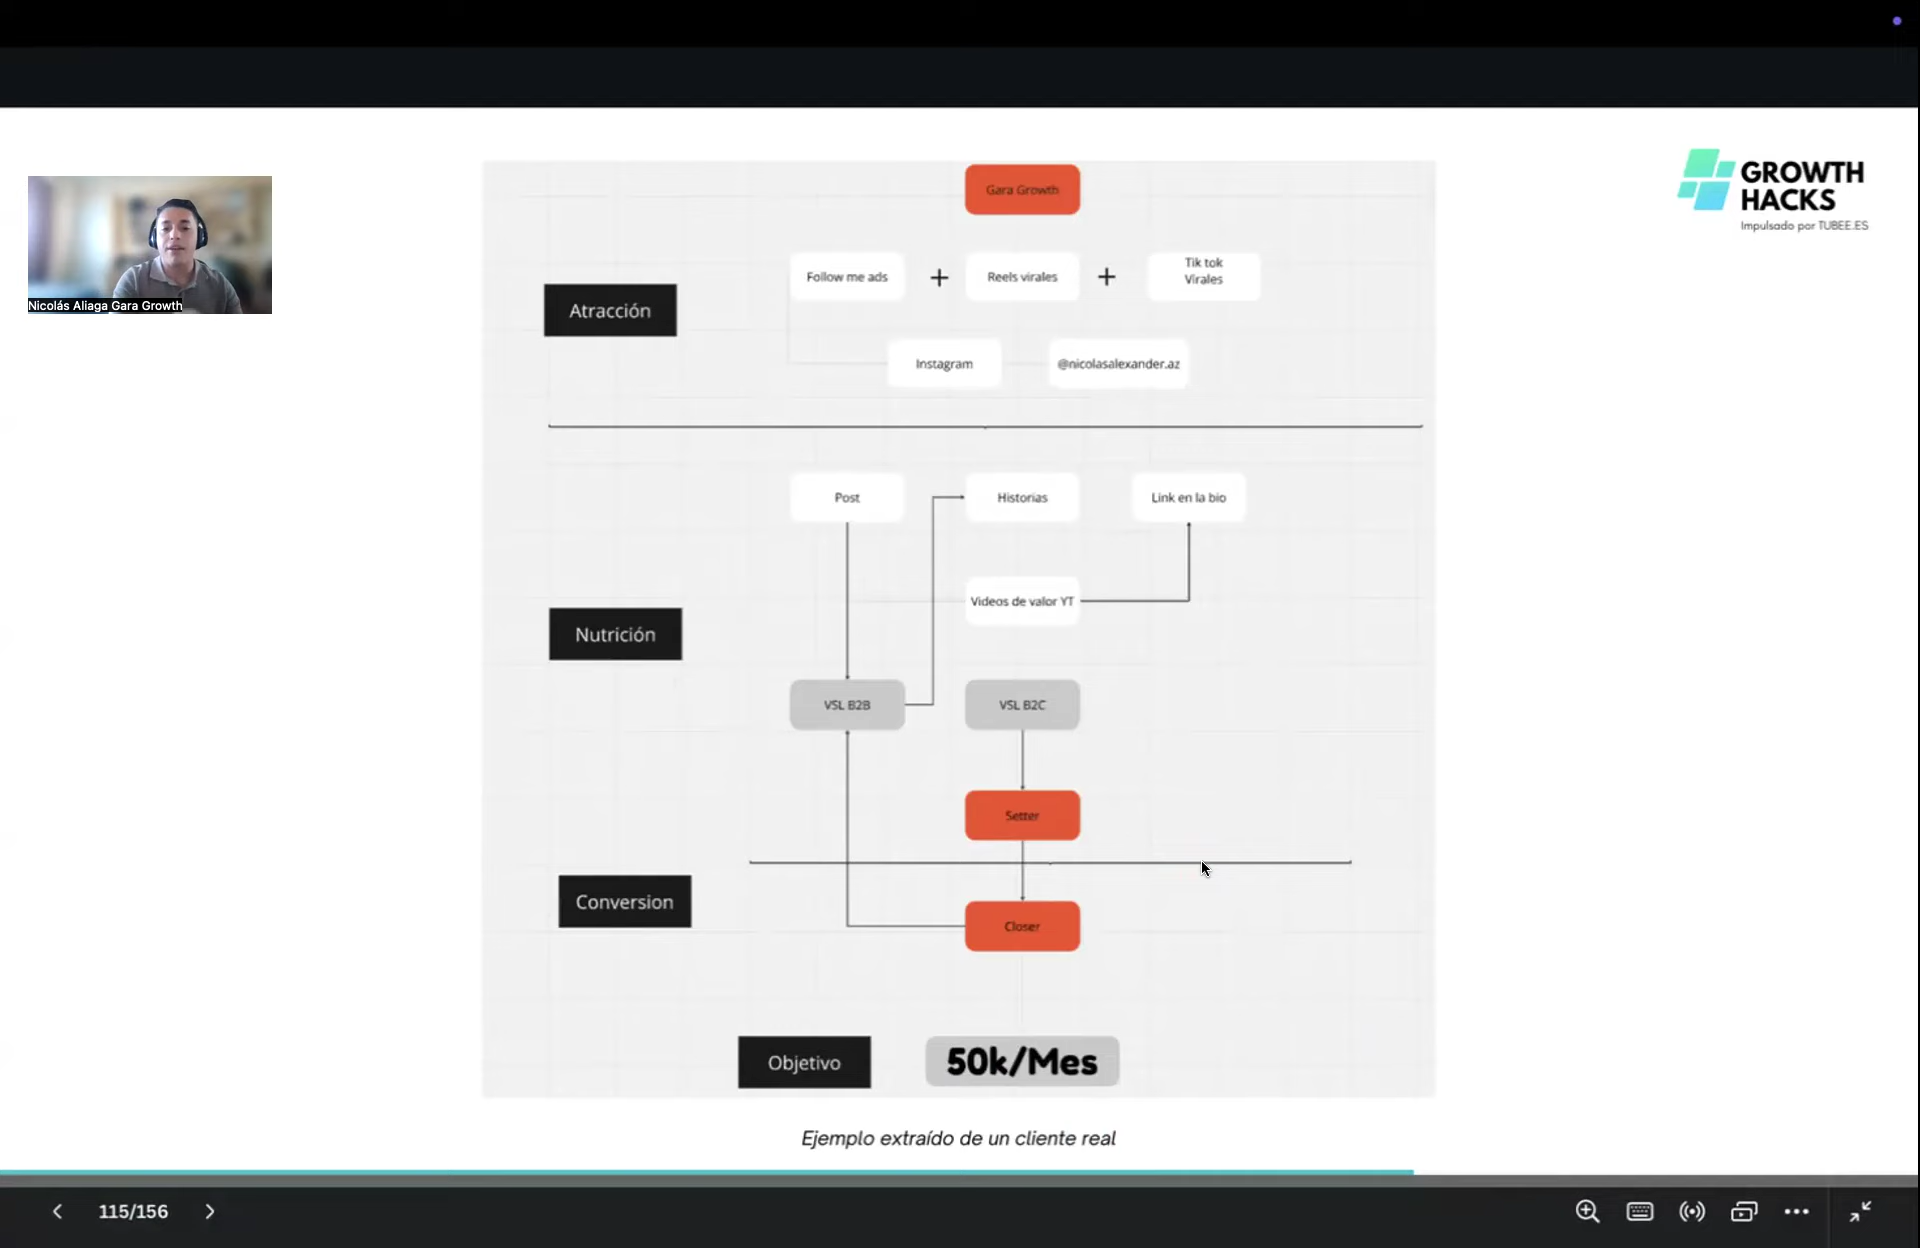 GROWTH
HACKS
Impulsado por TUBEE.ES
Nicolás Aliaga Gara Growth
Gara Growth
Follow me ads
+
Reels virales
+
Tik tok
Virales
Atracción
Instagram
@nicolasalexander.az
Post
Historias
Link en la bio
Videos de valor YT
Nutrición
VSL B2B
VSL B2C
Setter
Conversion
Closer
Objetivo
50k/Mes
Ejemplo extraído de un cliente real
115/156